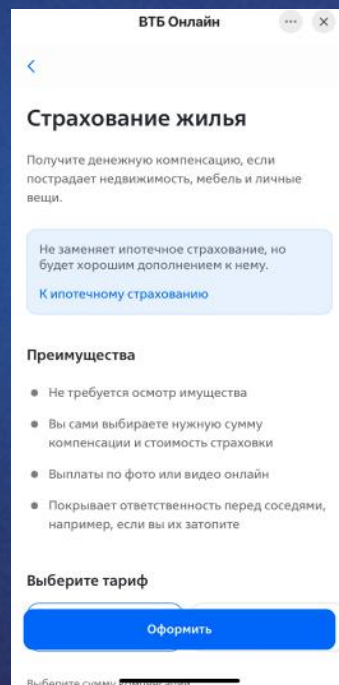 ВТБ Онлайн
Страхование жилья
Получите денежную компенсацию, если
пострадает недвижимость, мебель и личные
вещи.
Не заменяет ипотечное страхование, но
будет хорошим дополнением к нему.
К ипотечному страхованию
Преимущества
Не требуется осмотр имущества
Вы сами выбираете нужную сумму
компенсации и стоимость страховки
Выплаты по фото или видео онлайн
Покрывает ответственность перед соседями,
например, если вы их затопите
Выберите тариф
Оформить
Выберите сумму